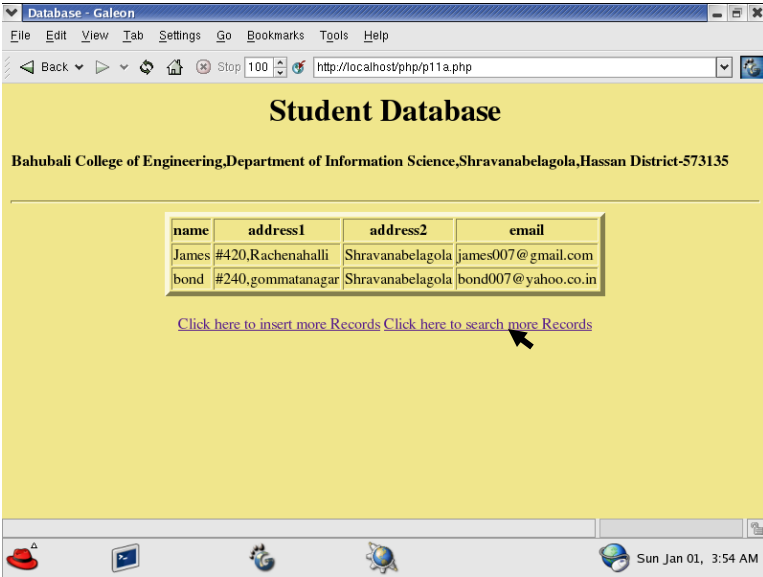 Database - Galeon
File Edit View Tab Settings Go Bookmarks Tools Help
Back Stop 100 http://localhost/php/p11a.php
Student Database
Bahubali College of Engineering,Department of Information Science,Shravanabelagola,Hassan District-573135
name address1 address2 email
James #420,Rachenahalli Shravanabelagola james007@gmail.com
bond #240,gommatanagar Shravanabelagola bond007@yahoo.co.in
Click here to insert more Records Click here to search more Records
Sun Jan 01, 3:54 AM